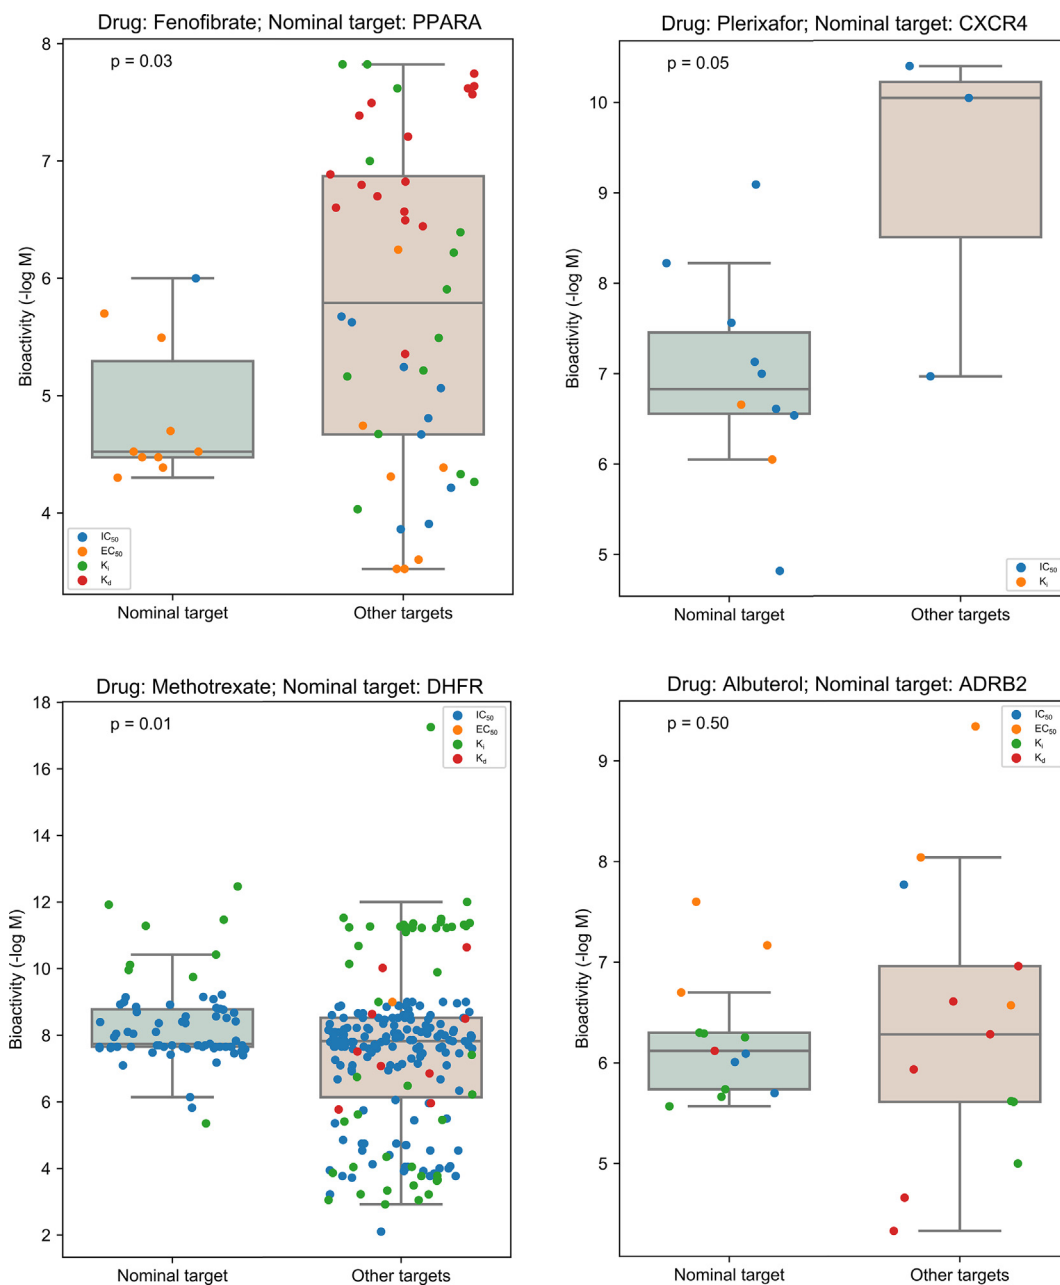 Drug: Fenofibrate; Nominal target: PPARA
p = 0.03
8
7
6
5
4
Bioactivity (-log M)
IC₅₀
EC₅₀
Kᵢ
K_d
Nominal target
Other targets
Drug: Plerixafor; Nominal target: CXCR4
p = 0.05
10
9
8
7
6
5
Bioactivity (-log M)
IC₅₀
Kᵢ
Nominal target
Other targets
Drug: Methotrexate; Nominal target: DHFR
p = 0.01
18
16
14
12
10
8
6
4
2
Bioactivity (-log M)
IC₅₀
EC₅₀
Kᵢ
K_d
Nominal target
Other targets
Drug: Albuterol; Nominal target: ADRB2
p = 0.50
9
8
7
6
5
Bioactivity (-log M)
IC₅₀
EC₅₀
Kᵢ
K_d
Nominal target
Other targets